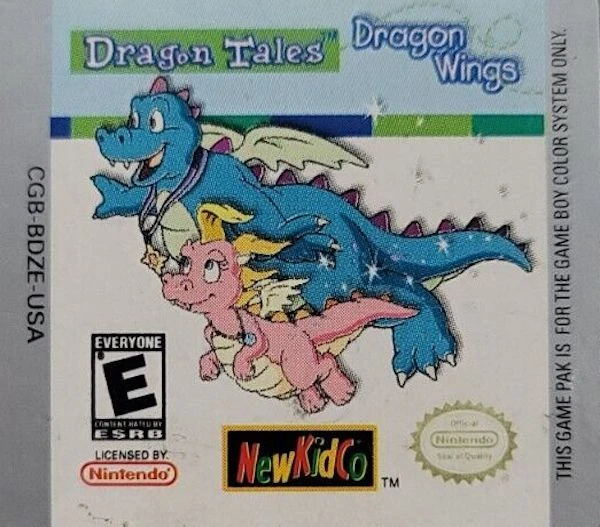 Dragon Tales™
Dragon
Wings
CGB-BDZE-USA
THIS GAME PAK IS FOR THE GAME BOY COLOR SYSTEM ONLY.
EVERYONE
E
CONTENT RATED BY
ESRB
LICENSED BY
Nintendo®
NewKidCo
TM
Official
Nintendo
Seal of Quality